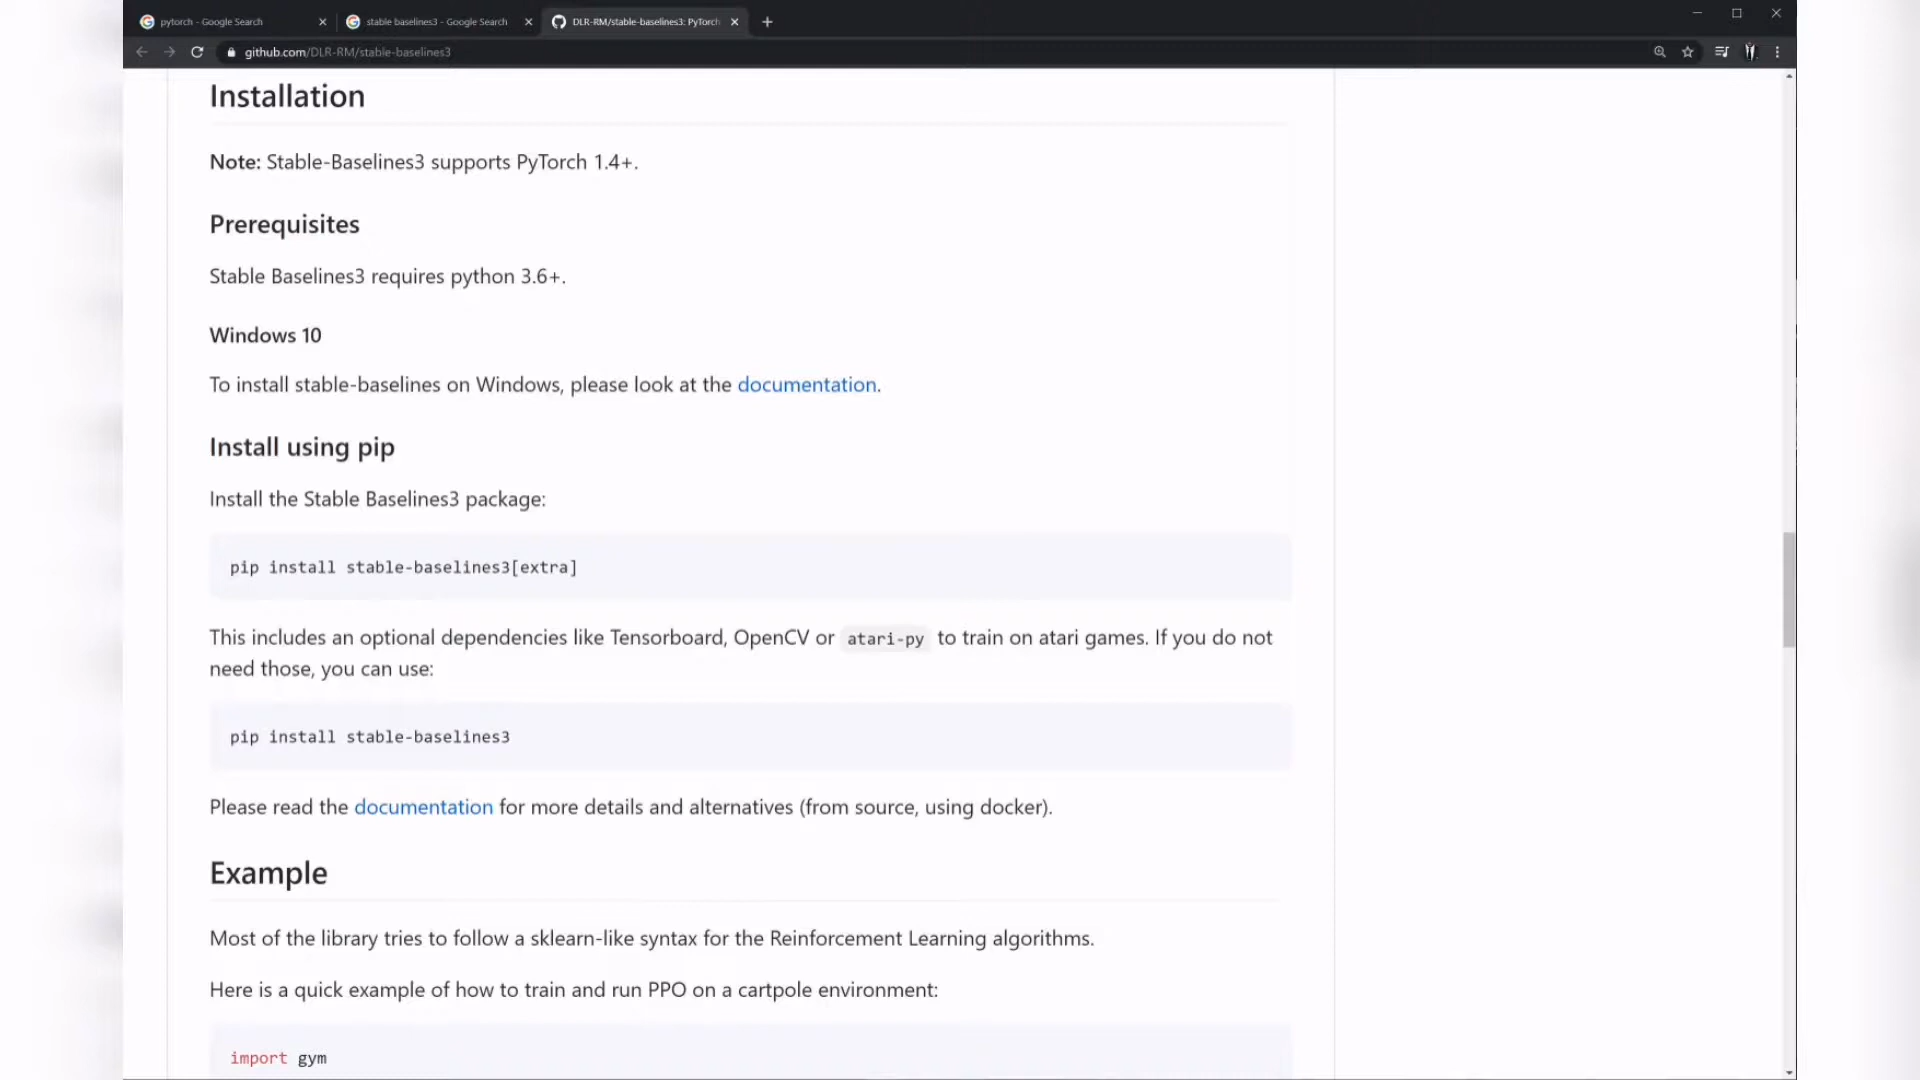 pytorch - Google Search
stable baselines3 - Google Search
DLR-RM/stable-baselines3: PyTorch
github.com/DLR-RM/stable-baselines3
Installation
Note: Stable-Baselines3 supports PyTorch 1.4+.
Prerequisites
Stable Baselines3 requires python 3.6+.
Windows 10
To install stable-baselines on Windows, please look at the documentation.
Install using pip
Install the Stable Baselines3 package:
pip install stable-baselines3[extra]
This includes an optional dependencies like Tensorboard, OpenCV or atari-py to train on atari games. If you do not
need those, you can use:
pip install stable-baselines3
Please read the documentation for more details and alternatives (from source, using docker).
Example
Most of the library tries to follow a sklearn-like syntax for the Reinforcement Learning algorithms.
Here is a quick example of how to train and run PPO on a cartpole environment:
import gym